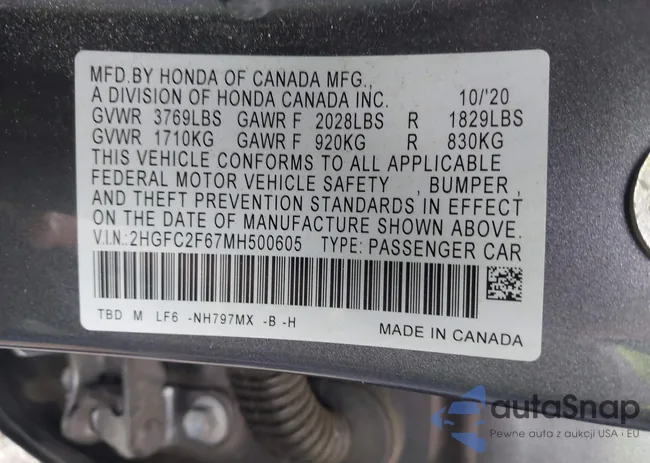 MFD.BY HONDA OF CANADA MFG.,
A DIVISION OF HONDA CANADA INC. 10/'20
GVWR 3769LBS GAWR F 2028LBS R 1829LBS
GVWR 1710KG GAWR F 920KG R 830KG
THIS VEHICLE CONFORMS TO ALL APPLICABLE
FEDERAL MOTOR VEHICLE SAFETY , BUMPER ,
AND THEFT PREVENTION STANDARDS IN EFFECT
ON THE DATE OF MANUFACTURE SHOWN ABOVE.
V.I.N.:2HGFC2F67MH500605 TYPE: PASSENGER CAR
TBD M LF6 -NH797MX -B -H
MADE IN CANADA
autaSnap
Pewne auta z aukcji USA i EU